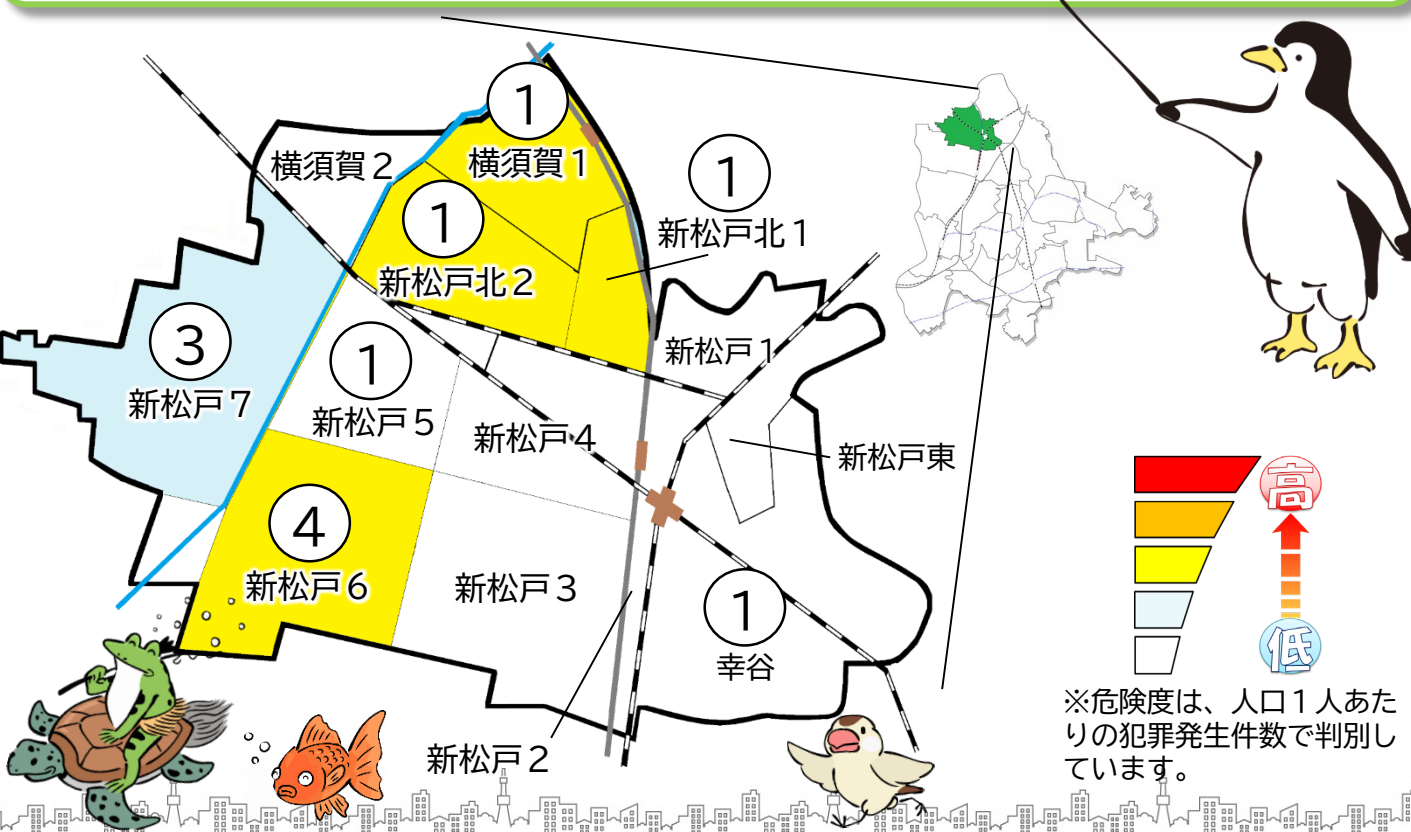 ①
横須賀１
横須賀２
①
新松戸北１
①
新松戸北２
③
新松戸７
①
新松戸５
新松戸１
新松戸４
新松戸東
④
新松戸６
新松戸３
①
幸谷
新松戸２
高
低
※危険度は、人口１人あた
りの犯罪発生件数で判別し
ています。